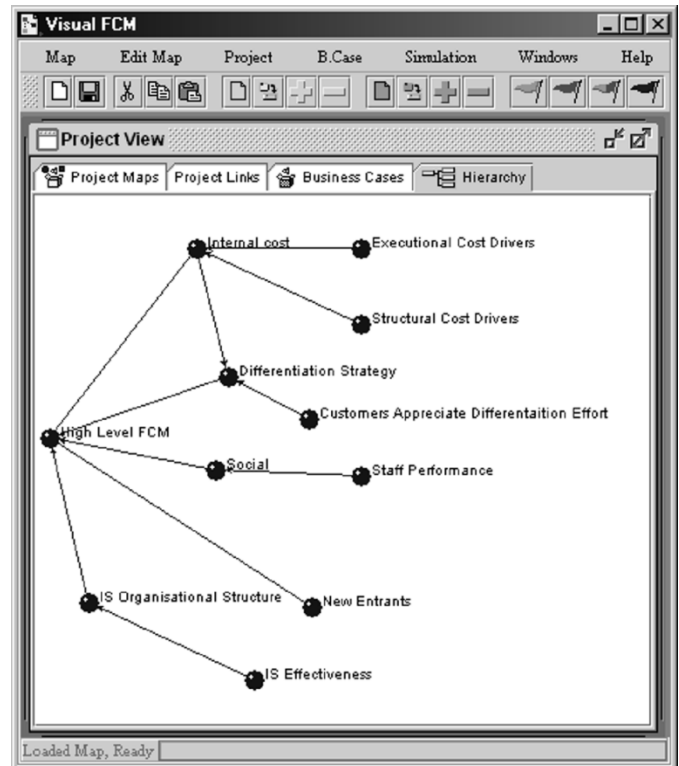 Visual FCM
Map Edit Map Project B.Case Simulation Windows Help
Project View
Project Maps Project Links Business Cases Hierarchy
Internal cost
Executional Cost Drivers
Structural Cost Drivers
Differentiation Strategy
Customers Appreciate Differentaition Effort
High Level FCM
Social
Staff Performance
IS Organisational Structure
New Entrants
IS Effectiveness
Loaded Map, Ready